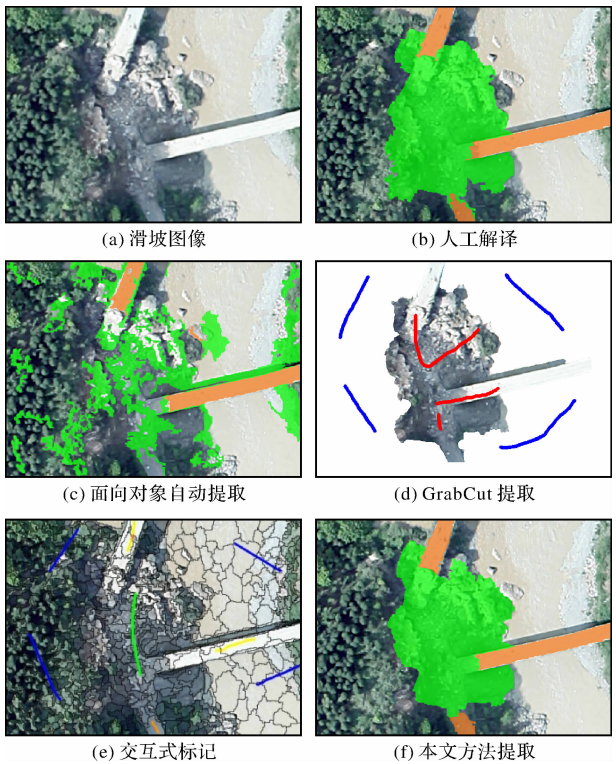 (a) 滑坡图像
(b) 人工解译
(c) 面向对象自动提取
(d) GrabCut 提取
(e) 交互式标记
(f) 本文方法提取